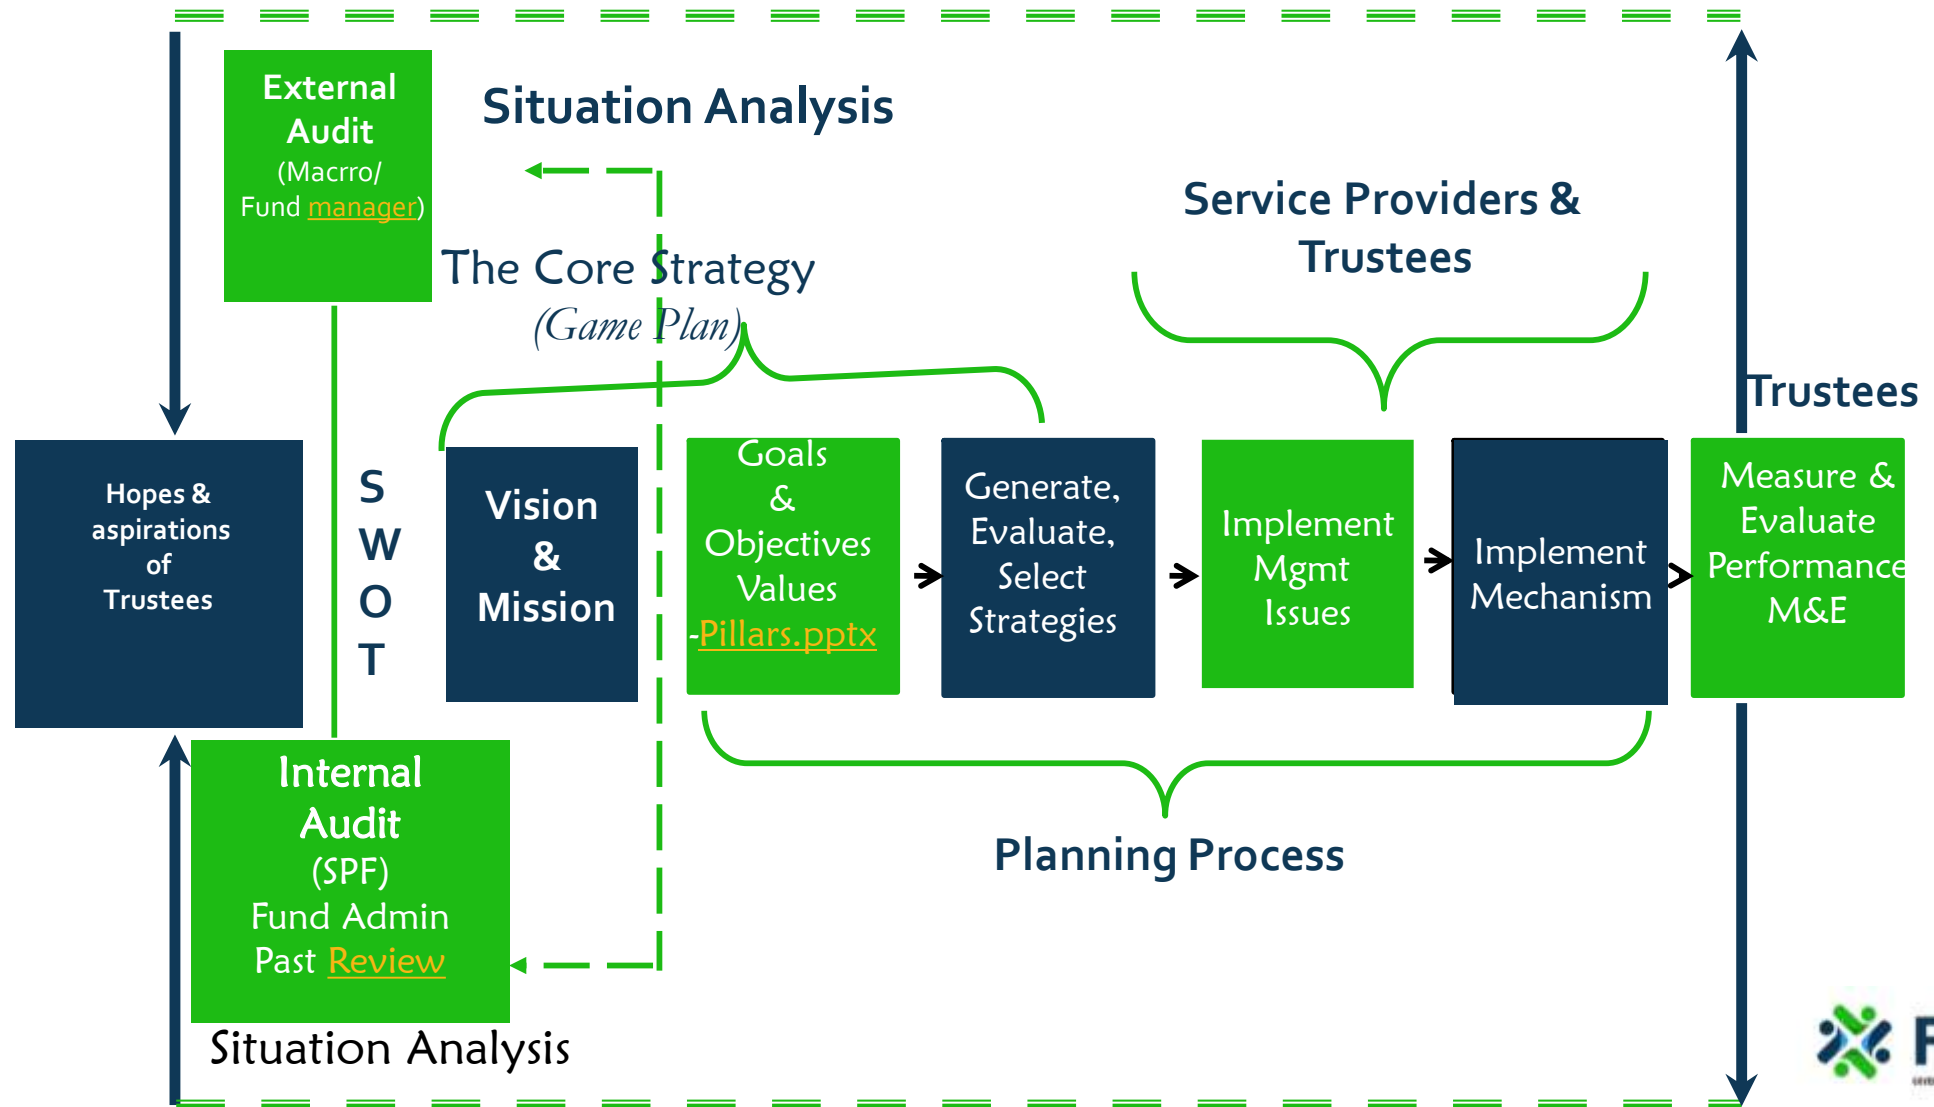 External
Audit
(Macrro/
Fund manager)
Situation Analysis
Service Providers &
Trustees
The Core Strategy
(Game Plan)
Trustees
Hopes &
aspirations
of
Trustees
S
W
O
T
Vision
&
Mission
Goals
&
Objectives
Values
-Pillars.pptx
Generate,
Evaluate,
Select
Strategies
Implement
Mgmt
Issues
Implement
Mechanism
Measure &
Evaluate
Performance
M&E
Internal
Audit
(SPF)
Fund Admin
Past Review
Planning Process
Situation Analysis